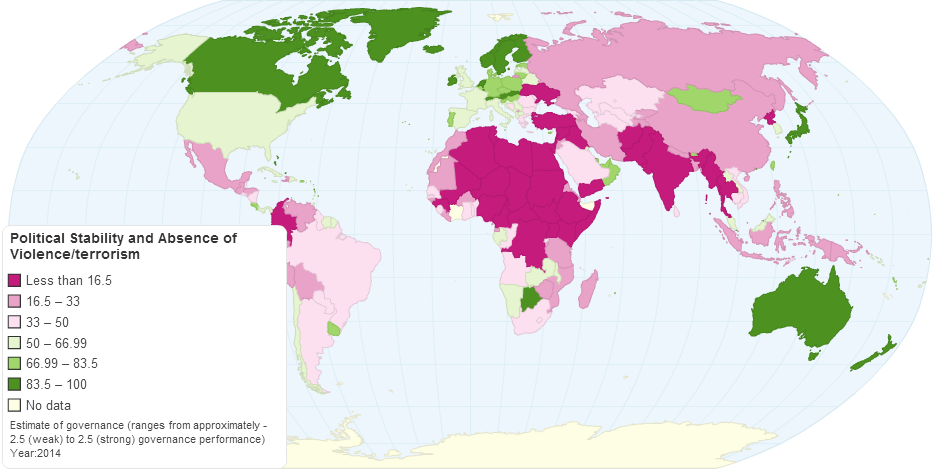 Political Stability and Absence of
Violence/terrorism
Less than 16.5
16.5 – 33
33 – 50
50 – 66.99
66.99 – 83.5
83.5 – 100
No data
Estimate of governance (ranges from approximately -
2.5 (weak) to 2.5 (strong) governance performance)
Year:2014